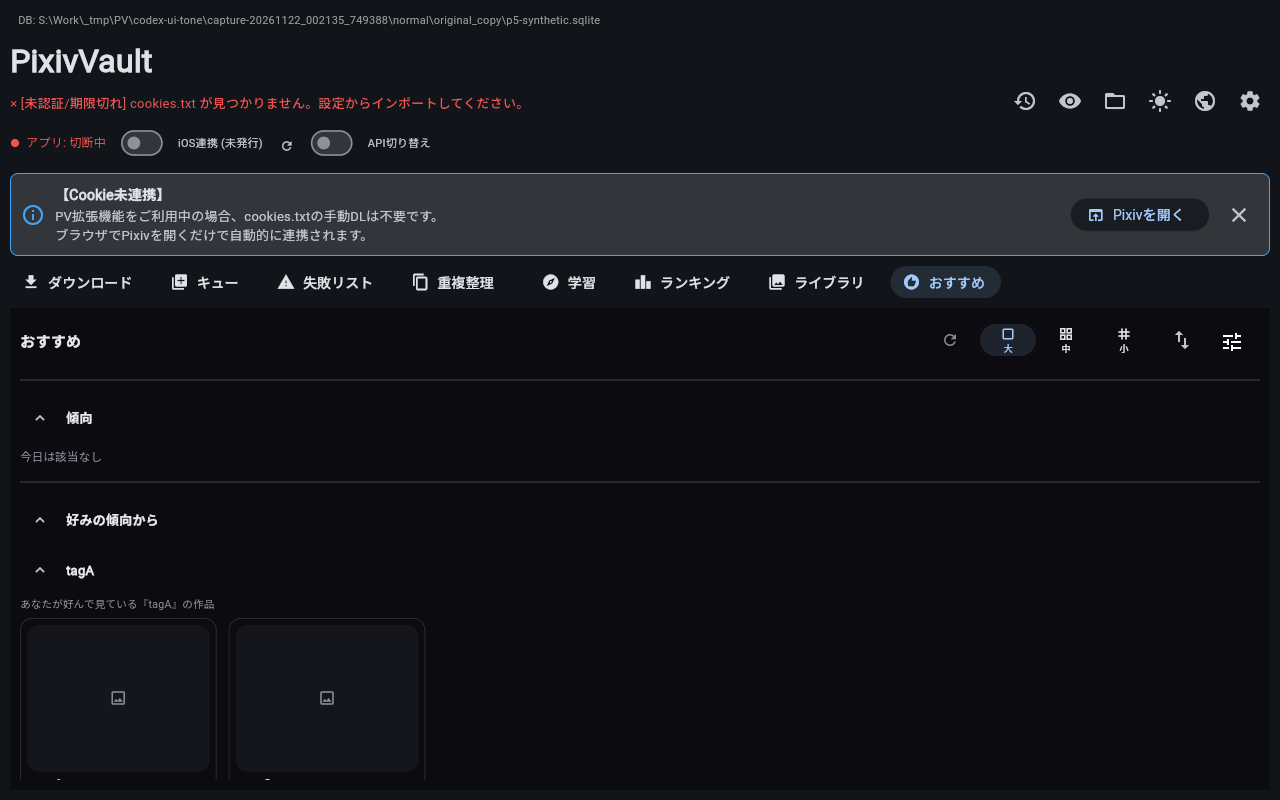 DB: S:\Work\_tmp\PV\codex-ui-tone\capture-20261122_002135_749388\normal\original_copy\p5-synthetic.sqlite
PixivVault
× [未認証/期限切れ] cookies.txt が見つかりません。設定からインポートしてください。
アプリ: 切断中 iOS連携 (未発行) API切り替え
【Cookie未連携】
PV拡張機能をご利用中の場合、cookies.txtの手動DLは不要です。
ブラウザでPixivを開くだけで自動的に連携されます。
Pixivを開く
ダウンロード キュー 失敗リスト 重複整理 学習 ランキング ライブラリ おすすめ
おすすめ
大 中 小
傾向
今日は該当なし
好みの傾向から
tagA
あなたが好んで見ている『tagA』の作品